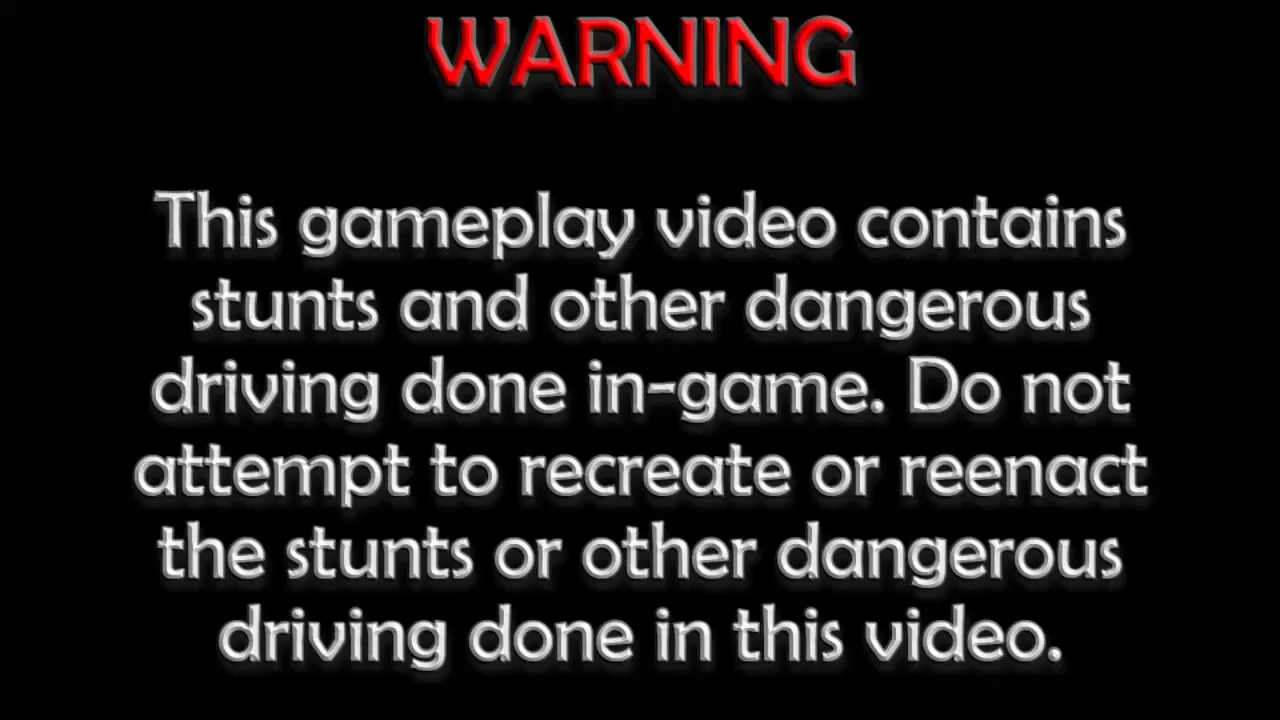 WARNING
This gameplay video contains
stunts and other dangerous
driving done in-game. Do not
attempt to recreate or reenact
the stunts or other dangerous
driving done in this video.